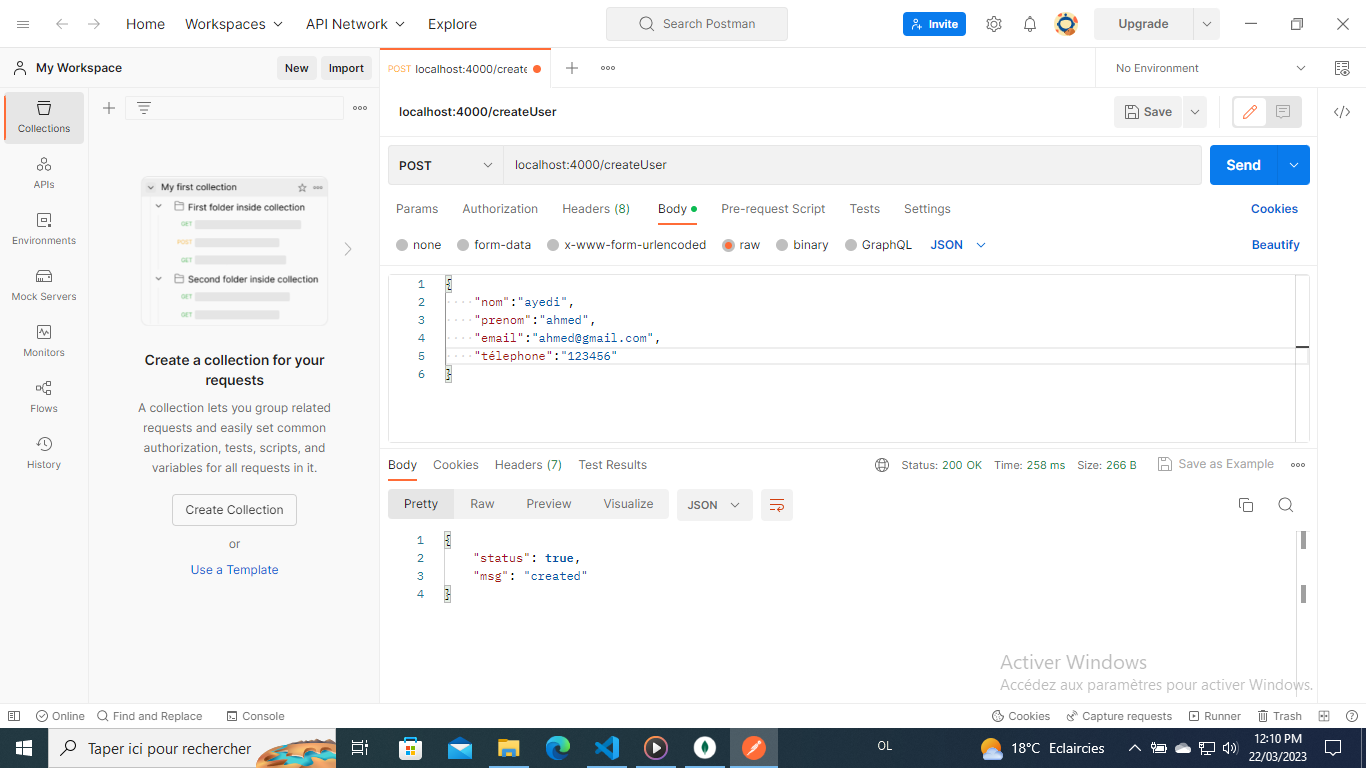 Home Workspaces API Network Explore Search Postman Invite Upgrade
My Workspace New Import POST localhost:4000/create No Environment
localhost:4000/createUser Save
Collections
APIs
Environments
Mock Servers
Monitors
Flows
History
My first collection
First folder inside collection
GET
POST
GET
Second folder inside collection
GET
GET
Create a collection for your
requests
A collection lets you group related
requests and easily set common
authorization, tests, scripts, and
variables for all requests in it.
Create Collection
or
Use a Template
POST localhost:4000/createUser Send
Params Authorization Headers (8) Body Pre-request Script Tests Settings Cookies
none form-data x-www-form-urlencoded raw binary GraphQL JSON Beautify
1 {
2 "nom":"ayedi",
3 "prenom":"ahmed",
4 "email":"ahmed@gmail.com",
5 "télephone":"123456"
6 }
Body Cookies Headers (7) Test Results Status: 200 OK Time: 258 ms Size: 266 B Save as Example
Pretty Raw Preview Visualize JSON
1 {
2 "status": true,
3 "msg": "created"
4 }
Activer Windows
Accédez aux paramètres pour activer Windows.
Online Find and Replace Console Cookies Capture requests Runner Trash
Taper ici pour rechercher OL 18°C Eclaircies 12:10 PM
22/03/2023